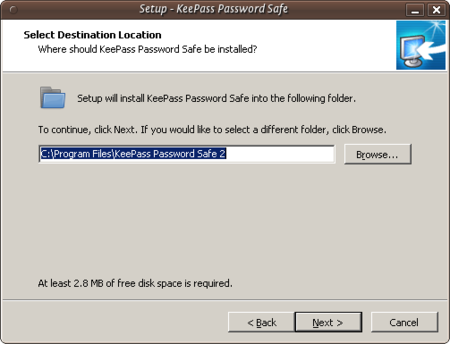 Setup - KeePass Password Safe
Select Destination Location
Where should KeePass Password Safe be installed?
Setup will install KeePass Password Safe into the following folder.
To continue, click Next. If you would like to select a different folder, click Browse.
C:\Program Files\KeePass Password Safe 2
Browse...
At least 2.8 MB of free disk space is required.
< Back
Next >
Cancel